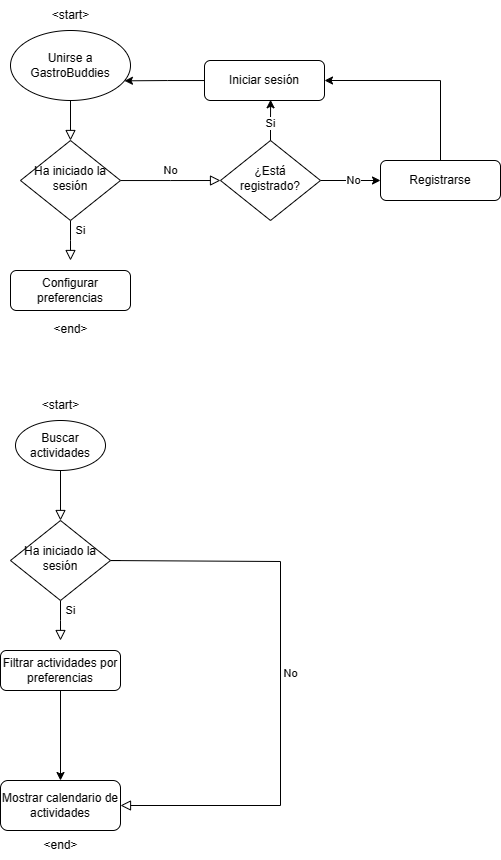 <start>
Unirse a
GastroBuddies
Iniciar sesión
Si
Ha iniciado la
sesión
No
¿Está
registrado?
No
Registrarse
Si
Configurar
preferencias
<end>
<start>
Buscar
actividades
Ha iniciado la
sesión
Si
Filtrar actividades por
preferencias
No
Mostrar calendario de
actividades
<end>